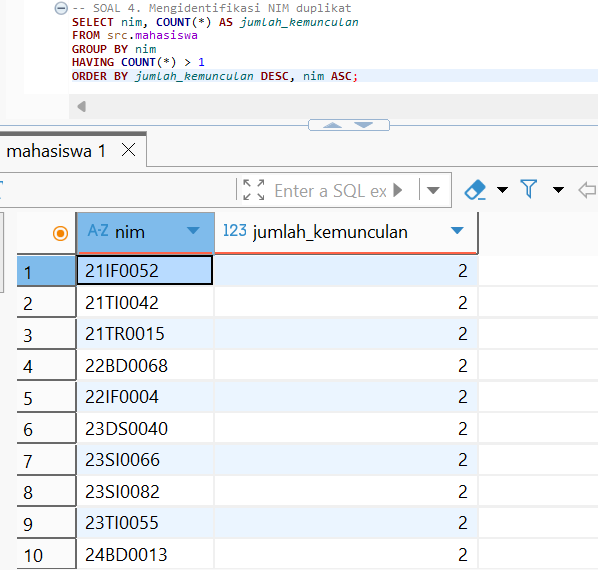 -- SOAL 4. Mengidentifikasi NIM duplikat
SELECT nim, COUNT(*) AS jumlah_kemunculan
FROM src.mahasiswa
GROUP BY nim
HAVING COUNT(*) > 1
ORDER BY jumlah_kemunculan DESC, nim ASC;
mahasiswa 1
Enter a SQL ex
A-Z nim 123 jumlah_kemunculan
1 21IF0052 2
2 21TI0042 2
3 21TR0015 2
4 22BD0068 2
5 22IF0004 2
6 23DS0040 2
7 23SI0066 2
8 23SI0082 2
9 23TI0055 2
10 24BD0013 2